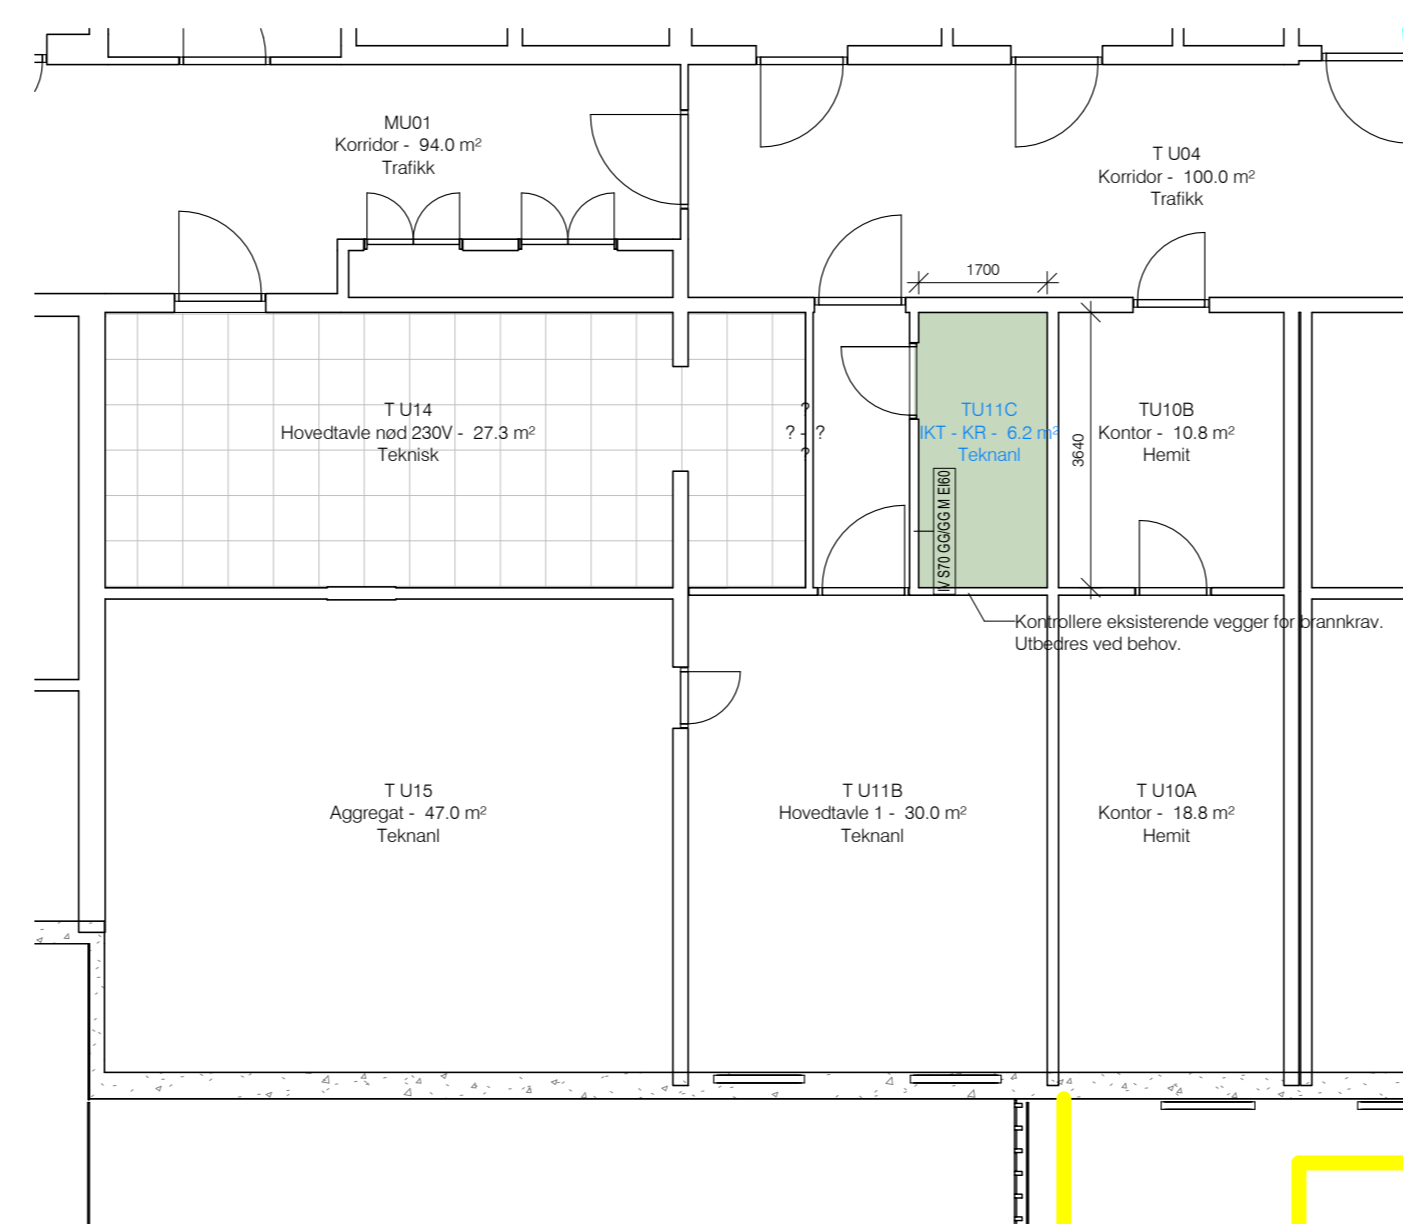 MU01
Korridor - 94.0 m²
Trafikk
T U04
Korridor - 100.0 m²
Trafikk
1700
T U14
Hovedtavle nød 230V - 27.3 m²
Teknisk
?
? - ?
?
TU11C
IKT - KR - 6.2 m²
Teknanl
TU10B
Kontor - 10.8 m²
Hemit
3640
IV S70 GG/GG M EI60
Kontrollere eksisterende vegger for brannkrav.
Utbedres ved behov.
T U15
Aggregat - 47.0 m²
Teknanl
T U11B
Hovedtavle 1 - 30.0 m²
Teknanl
T U10A
Kontor - 18.8 m²
Hemit